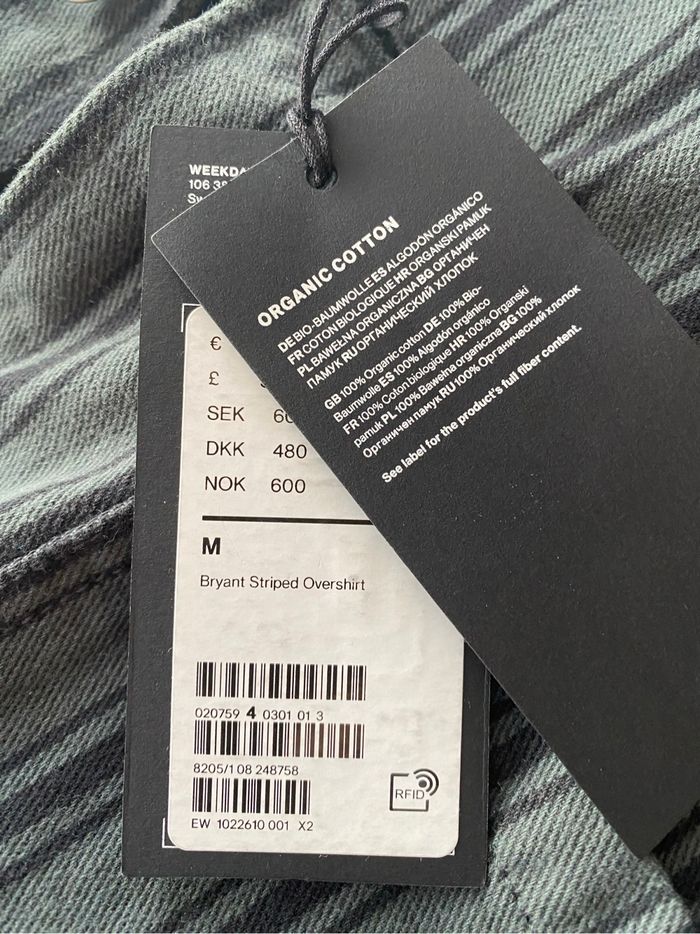 WEEKDA
106 38
Sw
€
£
SEK 60
DKK 480
NOK 600
M
Bryant Striped Overshirt
020759 4 0301 01 3
8205/1 08 248758
EW 1022610 001 X2
RFID
ORGANIC COTTON
DE BIO-BAUMWOLLE ES ALGODÓN ORGÁNICO
FR COTON BIOLOGIQUE HR ORGANSKI PAMUK
PL BAWEŁNA ORGANICZNA BG ОРГАНИЧЕН
ПАМУК RU ОРГАНИЧЕСКИЙ ХЛОПОК
GB 100% Organic cotton DE 100% Bio-
Baumwolle ES 100% Algodón orgánico
FR 100% Coton biologique HR 100% Organski
pamuk PL 100% Bawełna organiczna BG 100%
Органичен памук RU 100% Органический хлопок
See label for the product's full fiber content.